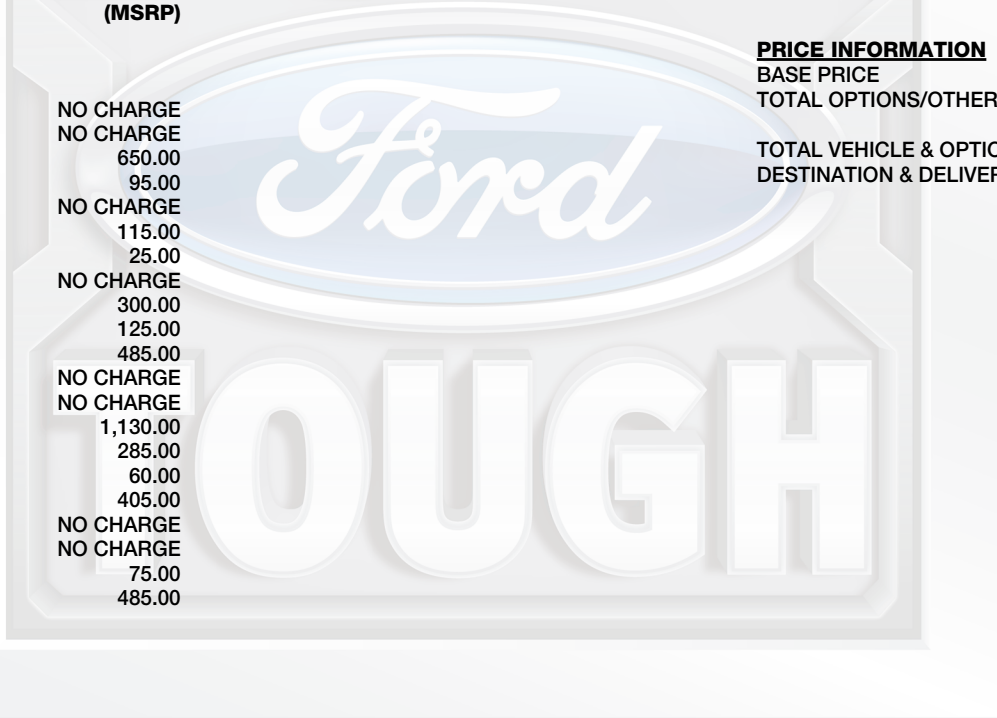 (MSRP)
NO CHARGE
NO CHARGE
650.00
95.00
NO CHARGE
115.00
25.00
NO CHARGE
300.00
125.00
485.00
NO CHARGE
NO CHARGE
1,130.00
285.00
60.00
405.00
NO CHARGE
NO CHARGE
75.00
485.00
PRICE INFORMATION
BASE PRICE
TOTAL OPTIONS/OTHER
TOTAL VEHICLE & OPTIO
DESTINATION & DELIVER
Ford
TOUGH